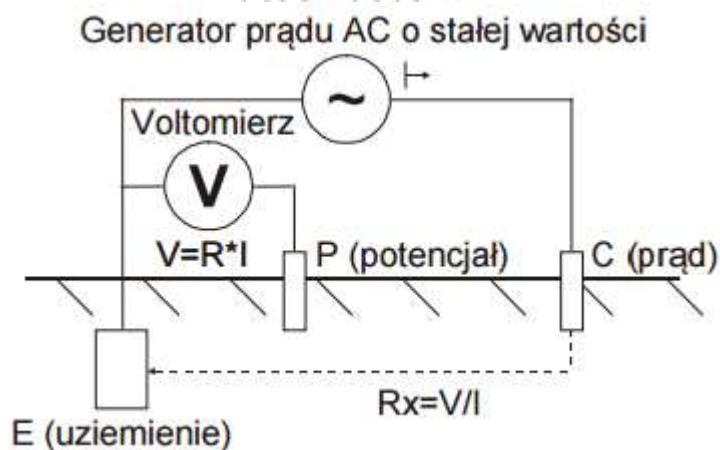 Generator prądu AC o stałej wartości
~
Voltomierz
V
V=R*I
P (potencjał)
C (prąd)
Rx=V/I
E (uziemienie)